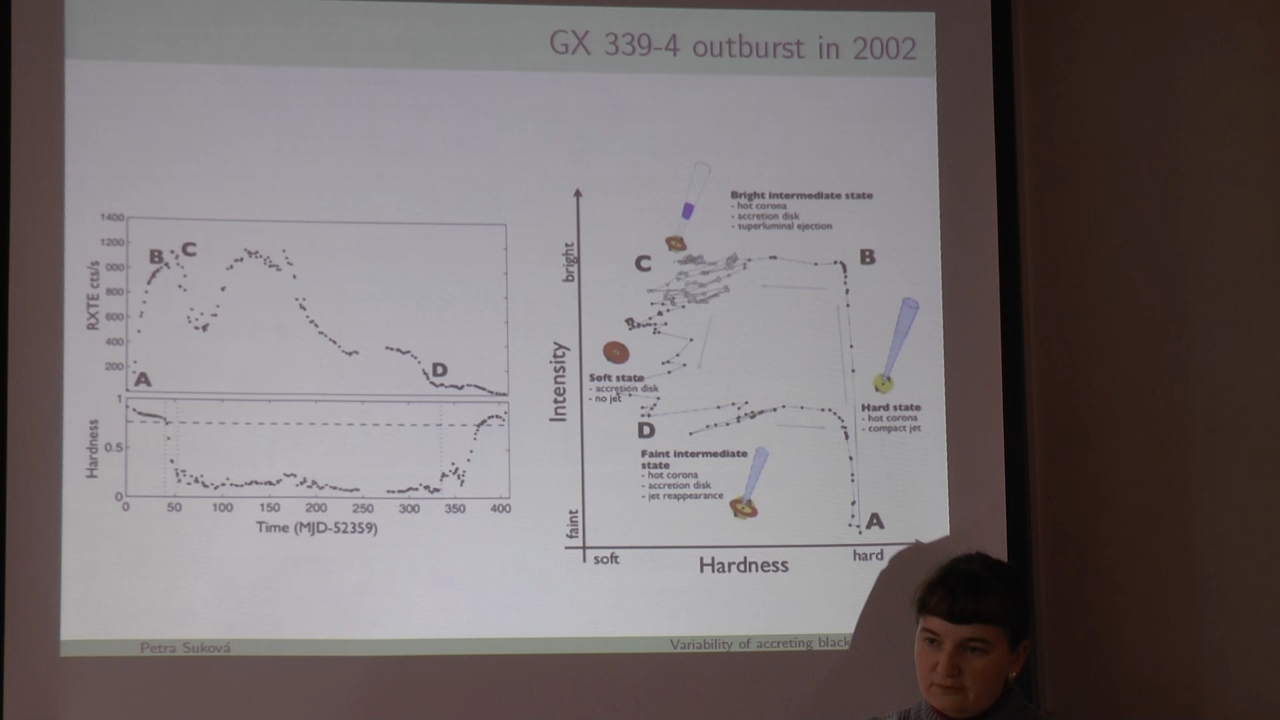 GX 339-4 outburst in 2002
1400
1200
000
800
600
400
200
RXTE cts/s
A
B
C
D
1
0.5
0
Hardness
0 50 100 150 200 250 300 350 400
Time (MJD-52359)
Bright intermediate state
- hot corona
- accretion disk
- superluminal ejection
bright
C
B
Intensity
Soft state
- accretion disk
- no jet
Hard state
- hot corona
- compact jet
D
Faint intermediate
state
- hot corona
- accretion disk
- jet reappearance
A
faint
soft
Hardness
hard
Petra Suková
Variability of accreting black